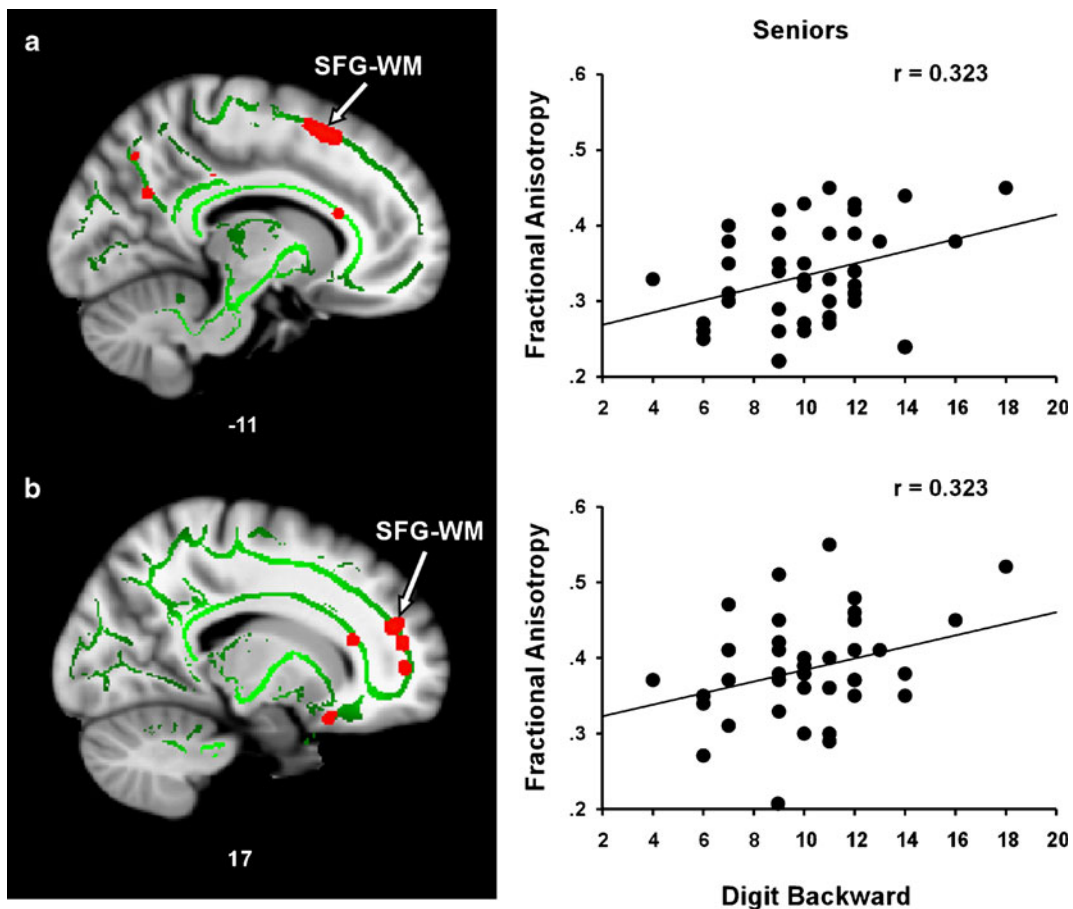 a
SFG-WM
-11
Seniors
r = 0.323
Fractional Anisotropy
.6
.5
.4
.3
.2
2 4 6 8 10 12 14 16 18 20
b
SFG-WM
17
r = 0.323
Fractional Anisotropy
.6
.5
.4
.3
.2
2 4 6 8 10 12 14 16 18 20
Digit Backward